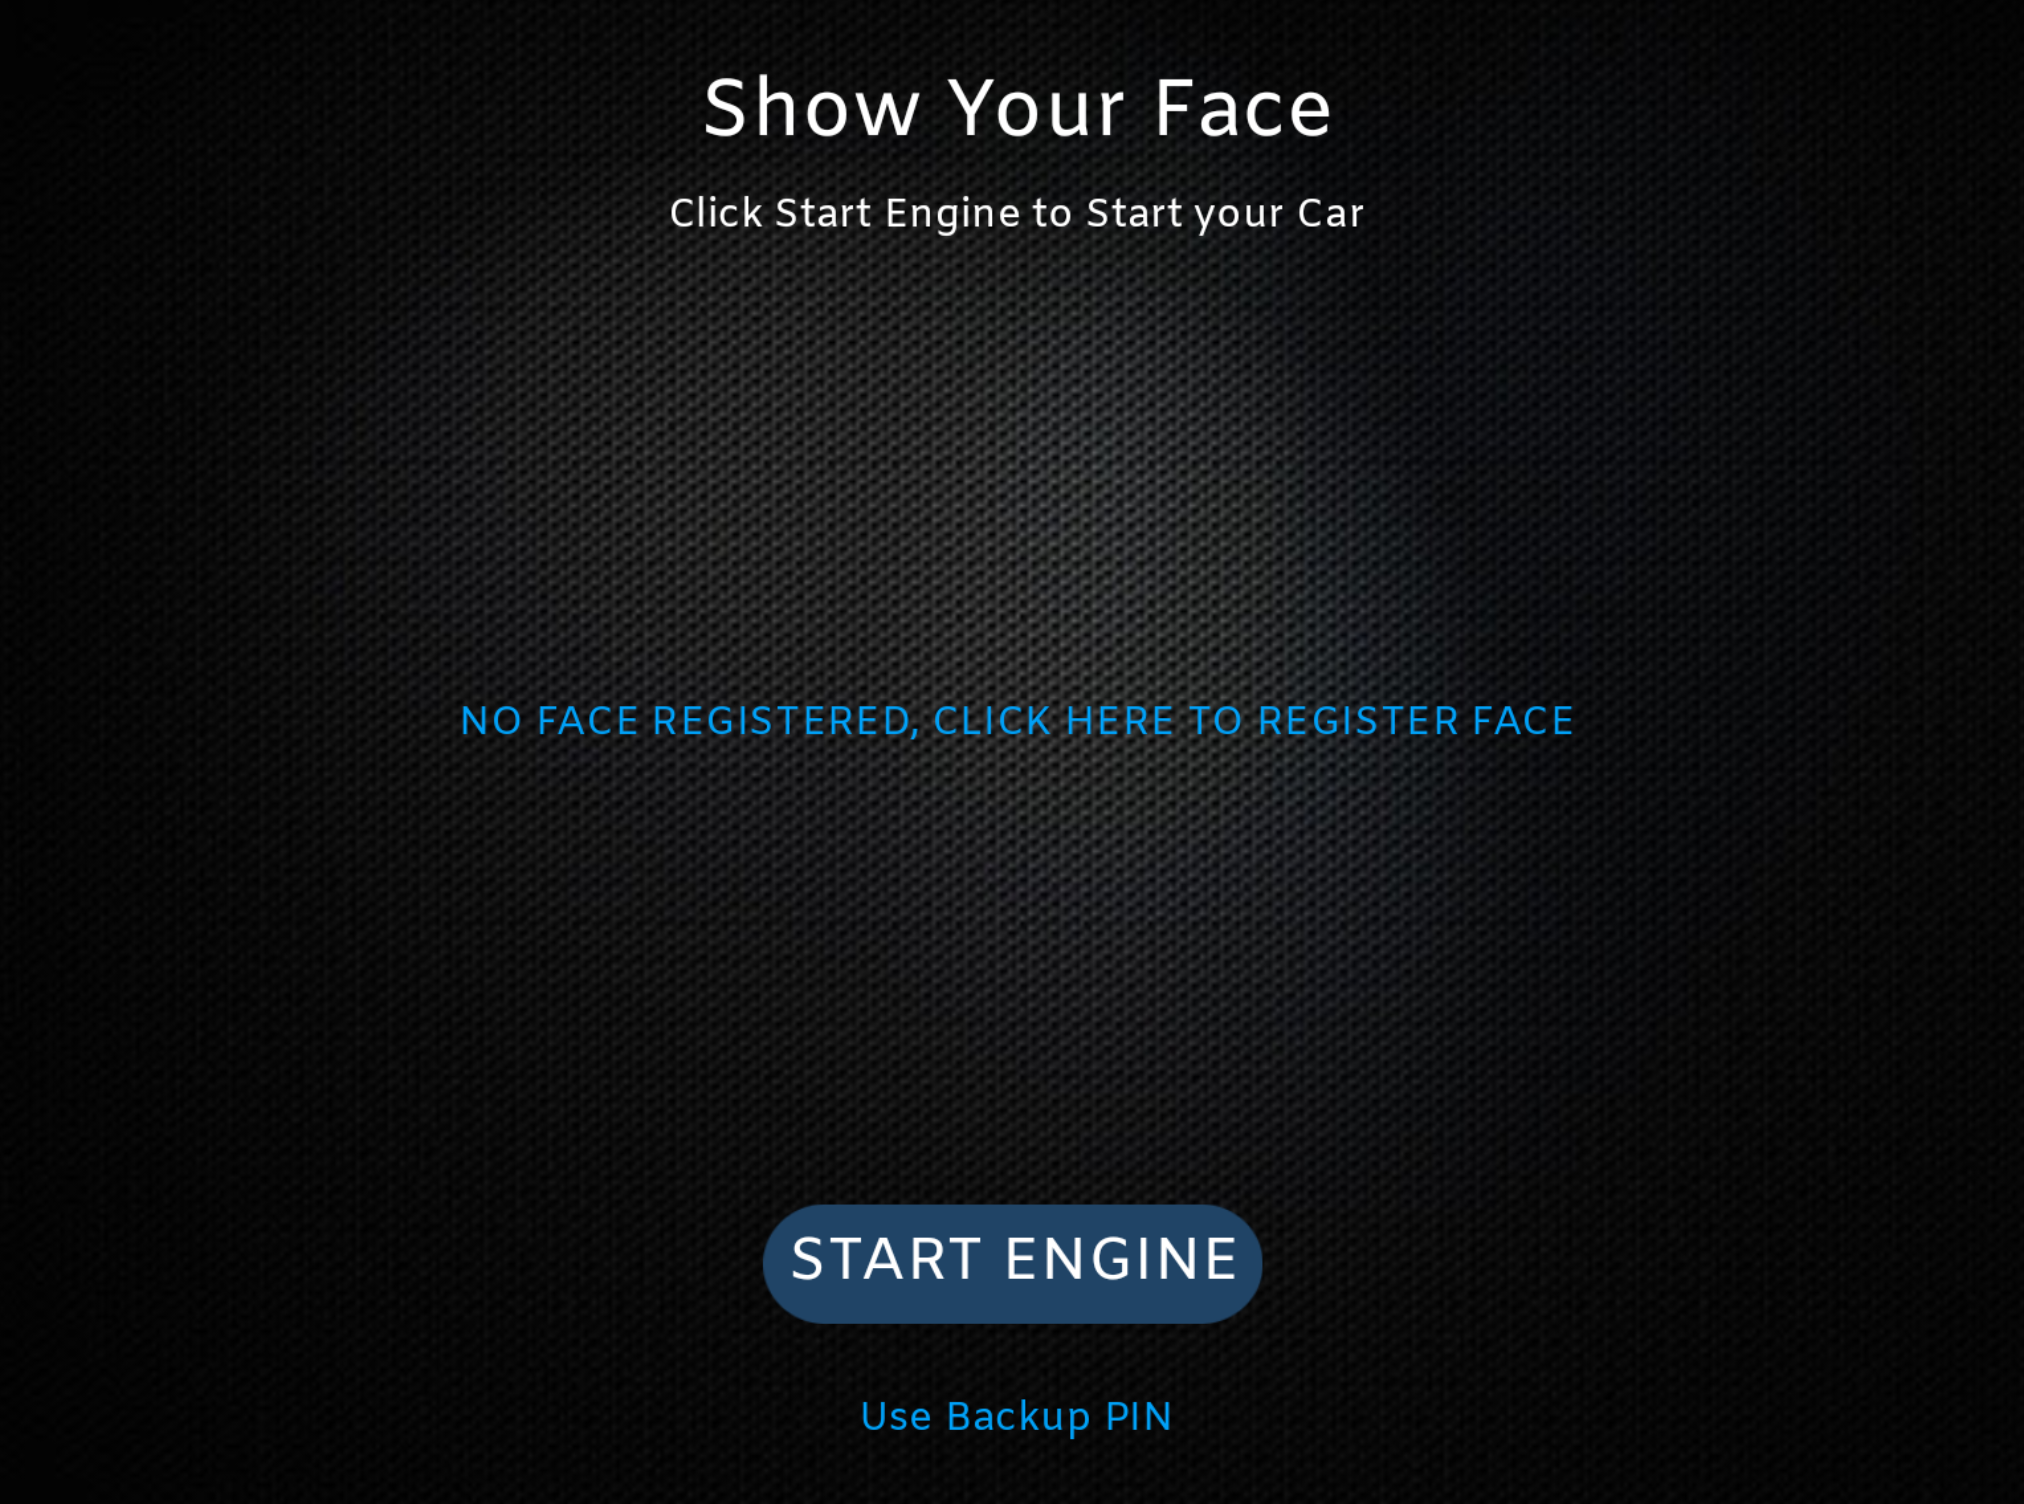 Show Your Face
Click Start Engine to Start your Car
NO FACE REGISTERED, CLICK HERE TO REGISTER FACE
START ENGINE
Use Backup PIN